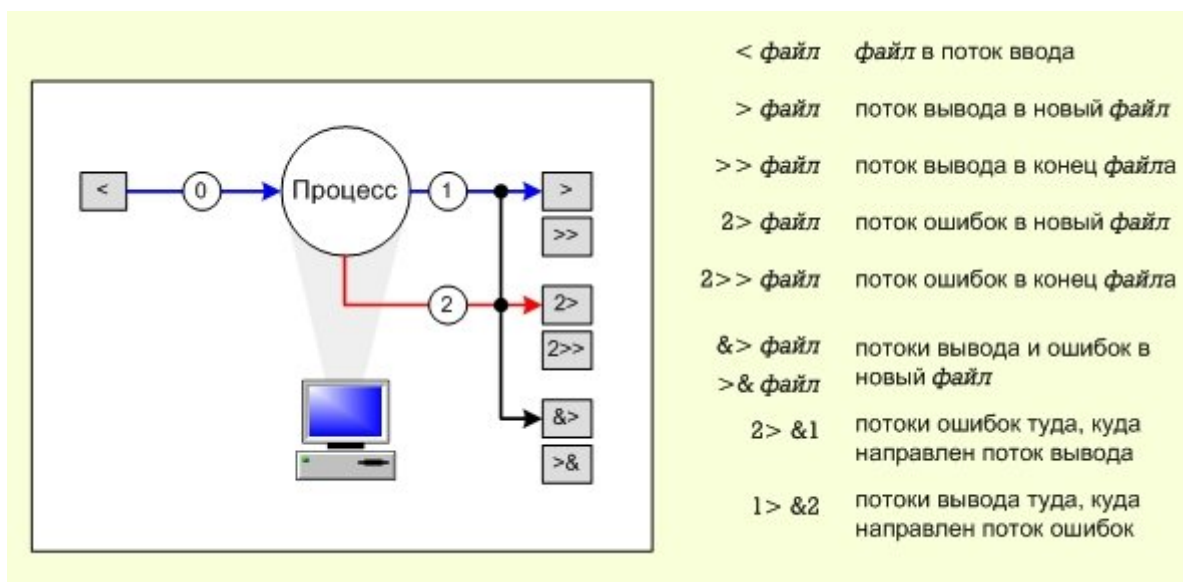 <
0
Процесс
1
>
>>
2
2>
2>>
&>
>&
< файл файл в поток ввода
> файл поток вывода в новый файл
>> файл поток вывода в конец файла
2> файл поток ошибок в новый файл
2>> файл поток ошибок в конец файла
&> файл потоки вывода и ошибок в
>& файл новый файл
2> &1 потоки ошибок туда, куда
направлен поток вывода
1> &2 потоки вывода туда, куда
направлен поток ошибок